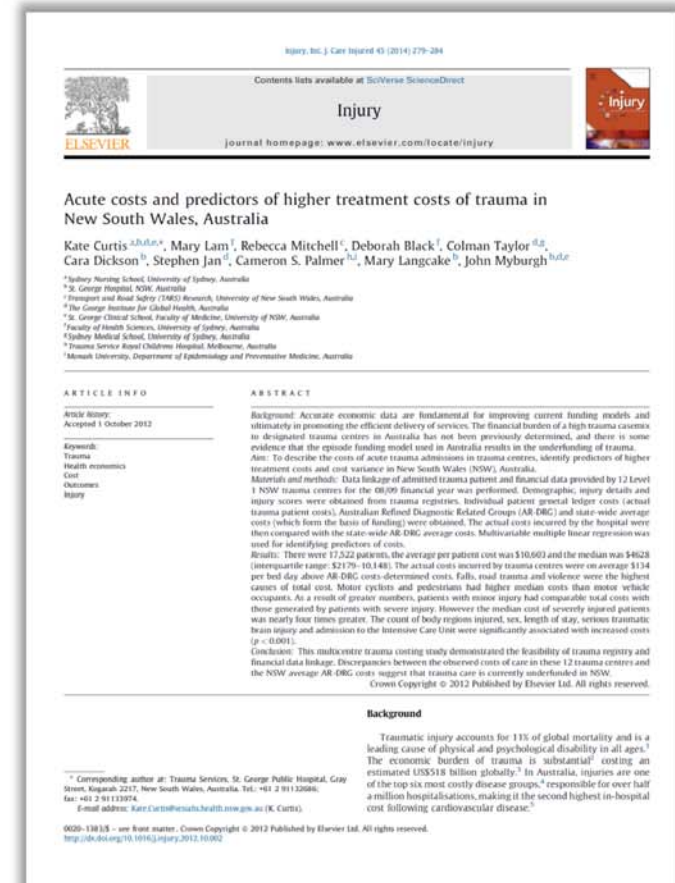 Injury, Int. J. Care Injured 45 (2014) 279–284
ELSEVIER
Contents lists available at SciVerse ScienceDirect
Injury
journal homepage: www.elsevier.com/locate/injury
Injury
Acute costs and predictors of higher treatment costs of trauma in
New South Wales, Australia
Kate Curtis a,b,d,e,*, Mary Lam f, Rebecca Mitchell c, Deborah Black f, Colman Taylor d,g,
Cara Dickson b, Stephen Jan d, Cameron S. Palmer h,i, Mary Langcake b, John Myburgh b,d,e
a Sydney Nursing School, University of Sydney, Australia
b St. George Hospital, NSW, Australia
c Transport and Road Safety (TARS) Research, University of New South Wales, Australia
d The George Institute for Global Health, Australia
e St. George Clinical School, Faculty of Medicine, University of NSW, Australia
f Faculty of Health Sciences, University of Sydney, Australia
g Sydney Medical School, University of Sydney, Australia
h Trauma Service Royal Childrens Hospital, Melbourne, Australia
i Monash University, Department of Epidemiology and Preventative Medicine, Australia
ARTICLE INFO
Article history:
Accepted 1 October 2012
Keywords:
Trauma
Health economics
Cost
Outcomes
Injury
ABSTRACT
Background: Accurate economic data are fundamental for improving current funding models and
ultimately in promoting the efficient delivery of services. The financial burden of a high trauma casemix
to designated trauma centres in Australia has not been previously determined, and there is some
evidence that the episode funding model used in Australia results in the underfunding of trauma.
Aim: To describe the costs of acute trauma admissions in trauma centres, identify predictors of higher
treatment costs and cost variance in New South Wales (NSW), Australia.
Materials and methods: Data linkage of admitted trauma patient and financial data provided by 12 Level
1 NSW trauma centres for the 08/09 financial year was performed. Demographic, injury details and
injury scores were obtained from trauma registries. Individual patient general ledger costs (actual
trauma patient costs), Australian Refined Diagnostic Related Groups (AR-DRG) and state-wide average
costs (which form the basis of funding) were obtained. The actual costs incurred by the hospital were
then compared with the state-wide AR-DRG average costs. Multivariable multiple linear regression was
used for identifying predictors of costs.
Results: There were 17,522 patients, the average per patient cost was $10,603 and the median was $4628
(interquartile range: $2179–10,148). The actual costs incurred by trauma centres were on average $134
per bed day above AR-DRG costs-determined costs. Falls, road trauma and violence were the highest
causes of total cost. Motor cyclists and pedestrians had higher median costs than motor vehicle
occupants. As a result of greater numbers, patients with minor injury had comparable total costs with
those generated by patients with severe injury. However the median cost of severely injured patients
was nearly four times greater. The count of body regions injured, sex, length of stay, serious traumatic
brain injury and admission to the Intensive Care Unit were significantly associated with increased costs
(p < 0.001).
Conclusion: This multicentre trauma costing study demonstrated the feasibility of trauma registry and
financial data linkage. Discrepancies between the observed costs of care in these 12 trauma centres and
the NSW average AR-DRG costs suggest that trauma care is currently underfunded in NSW.
Crown Copyright © 2012 Published by Elsevier Ltd. All rights reserved.
Background
Traumatic injury accounts for 11% of global mortality and is a
leading cause of physical and psychological disability in all ages.1
The economic burden of trauma is substantial2 costing an
estimated US$518 billion globally.3 In Australia, injuries are one
of the top six most costly disease groups,4 responsible for over half
a million hospitalisations, making it the second highest in-hospital
cost following cardiovascular disease.5
* Corresponding author at: Trauma Services, St. George Public Hospital, Gray
Street, Kogarah 2217, New South Wales, Australia. Tel.: +61 2 91132686;
fax: +61 2 91133974.
E-mail address: Kate.Curtis@sesiahs.health.nsw.gov.au (K. Curtis).
0020-1383/$ – see front matter. Crown Copyright © 2012 Published by Elsevier Ltd. All rights reserved.
http://dx.doi.org/10.1016/j.injury.2012.10.002